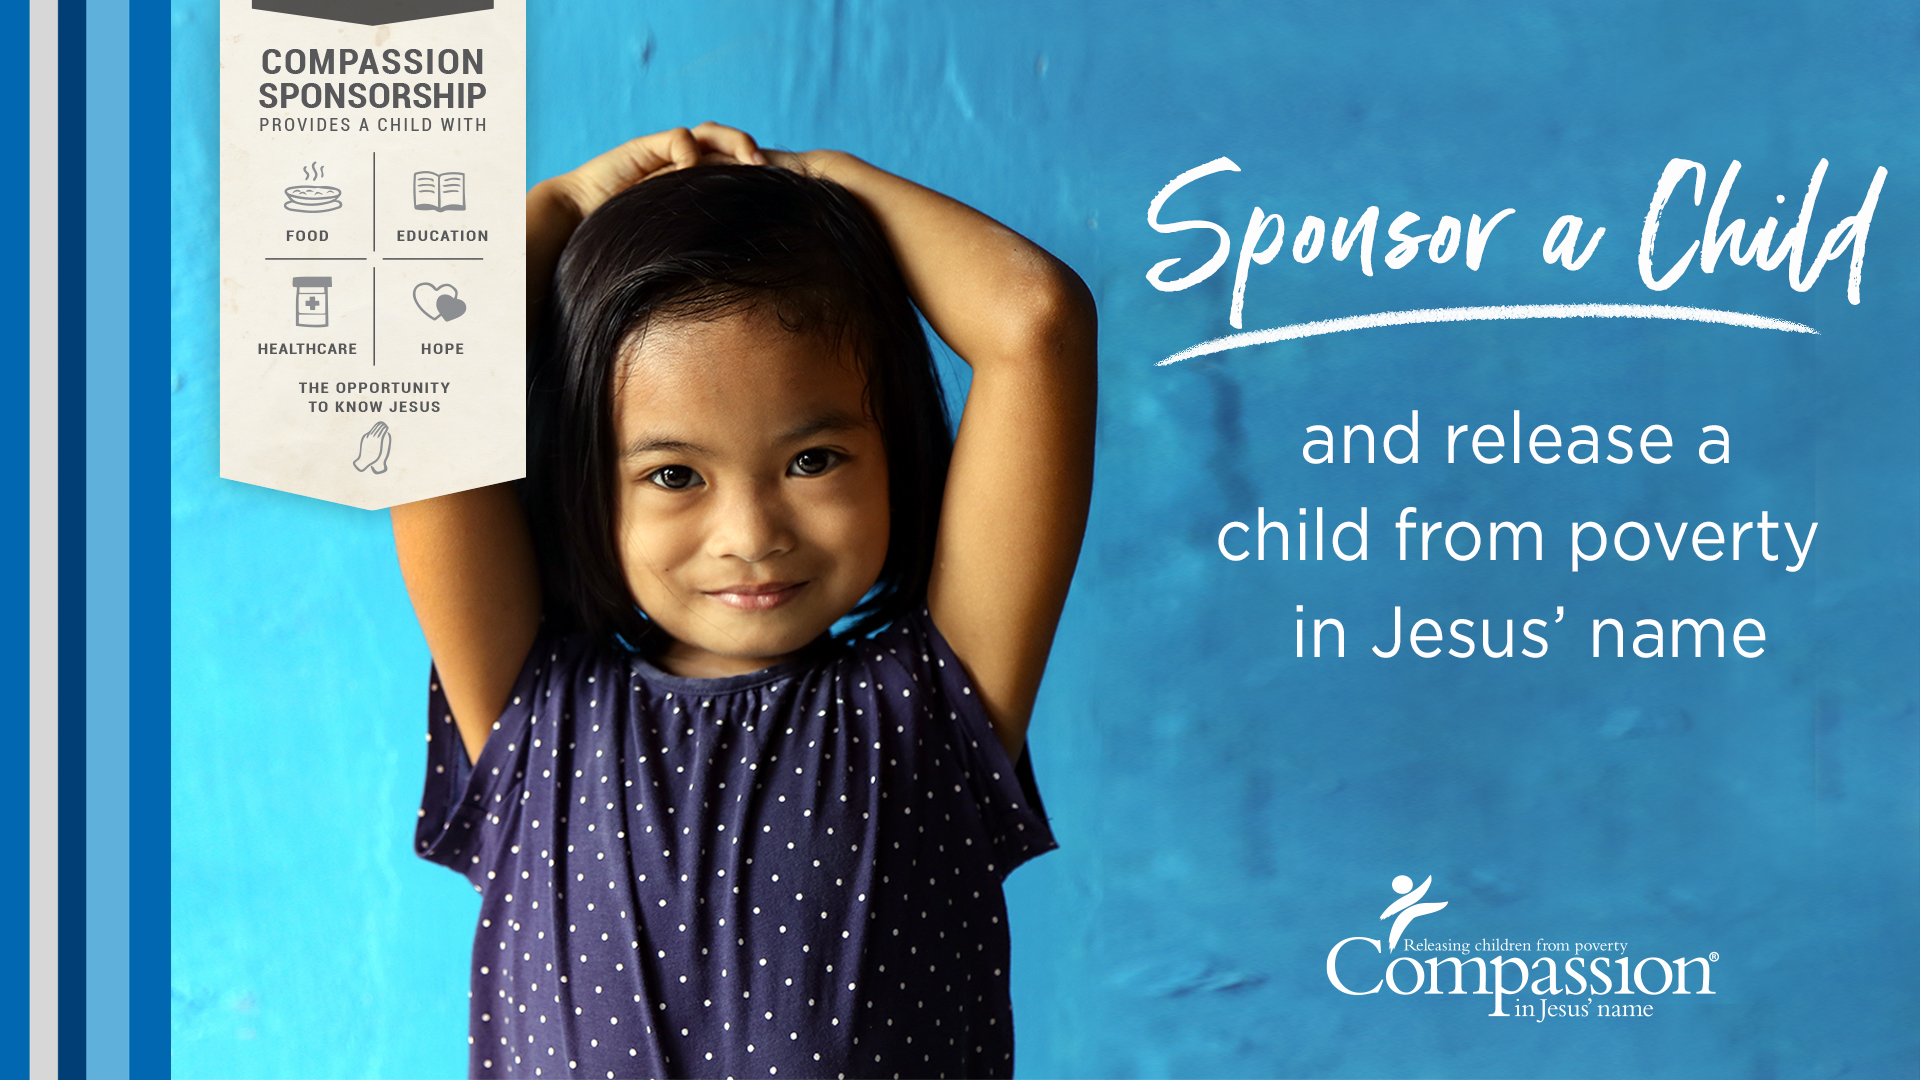 COMPASSION
SPONSORSHIP
PROVIDES A CHILD WITH
FOOD
EDUCATION
HEALTHCARE
HOPE
THE OPPORTUNITY
TO KNOW JESUS
Sponsor a Child
and release a
child from poverty
in Jesus’ name
Releasing children from poverty
Compassion®
in Jesus’ name